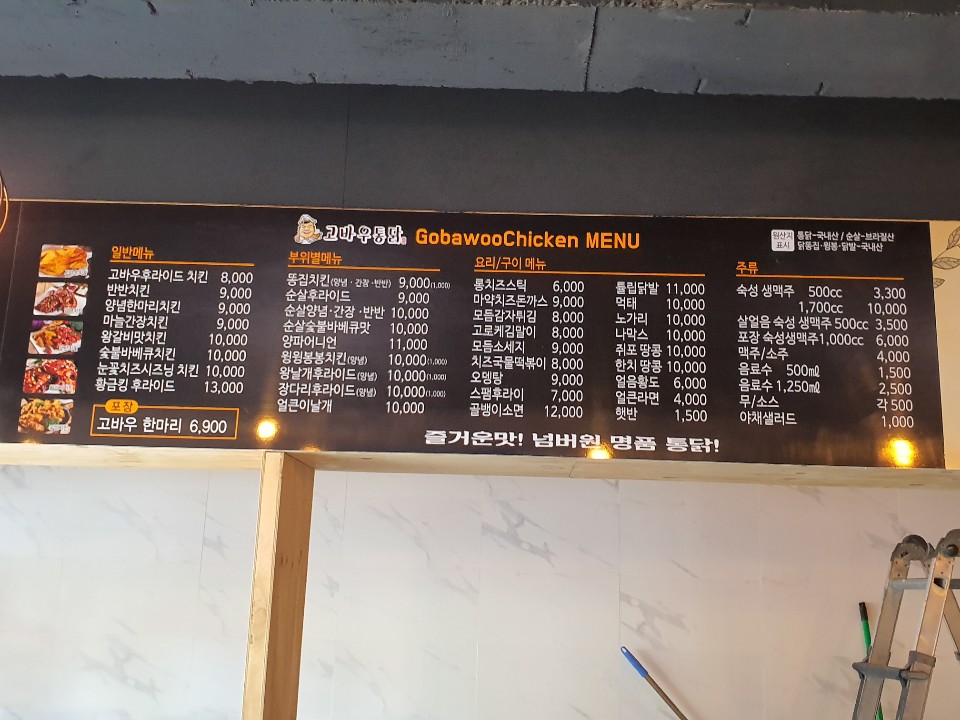 고바우통닭 GobawooChicken MENU
원산지 표시
통닭-국내산 / 순살-브라질산
닭똥집·윙봉·닭발-국내산
일반메뉴
고바우후라이드 치킨 8,000
반반치킨 9,000
양념한마리치킨 9,000
마늘간장치킨 9,000
왕갈비맛치킨 10,000
숯불바베큐치킨 10,000
눈꽃치즈시즈닝 치킨 10,000
황금킹 후라이드 13,000
포장
고바우 한마리 6,900
부위별메뉴
똥집치킨(양념·간장·반반) 9,000(1,000)
순살후라이드 9,000
순살양념·간장·반반 10,000
순살숯불바베큐맛 10,000
양파어니언 11,000
윙윙봉봉치킨(양념) 10,000(1,000)
왕날개후라이드(양념) 10,000(1,000)
장다리후라이드(양념) 10,000(1,000)
얼큰이날개 10,000
요리/구이 메뉴
롱치즈스틱 6,000
마약치즈돈까스 9,000
모듬감자튀김 8,000
고로케김말이 8,000
모듬소세지 9,000
치즈국물떡볶이 8,000
오뎅탕 9,000
스팸후라이 7,000
골뱅이소면 12,000
튤립닭발 11,000
먹태 10,000
노가리 10,000
나막스 10,000
쥐포 땅콩 10,000
한치 땅콩 10,000
얼음황도 6,000
얼큰라면 4,000
햇반 1,500
주류
숙성 생맥주 500cc 3,300
1,700cc 10,000
살얼음 숙성 생맥주 500cc 3,500
포장 숙성생맥주1,000cc 6,000
맥주/소주 4,000
음료수 500㎖ 1,500
음료수 1,250㎖ 2,500
무/소스 각 500
야채샐러드 1,000
즐거운맛! 넘버원 명품 통닭!